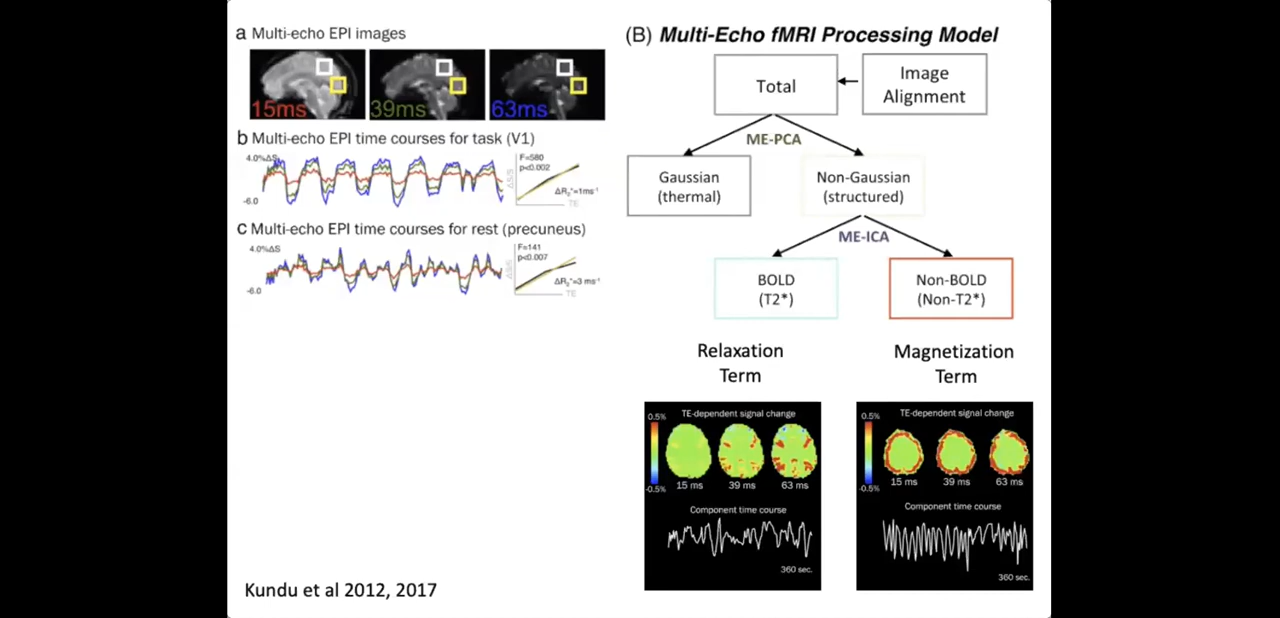 a Multi-echo EPI images
15ms
39ms
63ms
b Multi-echo EPI time courses for task (V1)
4.0%ΔS
-6.0
F=580
p<0.002
ΔS/S
ΔR₂*=1ms⁻¹
TE
c Multi-echo EPI time courses for rest (precuneus)
4.0%ΔS
-6.0
F=141
p<0.007
ΔS/S
ΔR₂*=3 ms⁻¹
TE
Kundu et al 2012, 2017
(B) Multi-Echo fMRI Processing Model
Total
Image
Alignment
ME-PCA
Gaussian
(thermal)
Non-Gaussian
(structured)
ME-ICA
BOLD
(T2*)
Non-BOLD
(Non-T2*)
Relaxation
Term
Magnetization
Term
TE-dependent signal change
0.5%
-0.5%
15 ms
39 ms
63 ms
Component time course
360 sec.
TE-dependent signal change
0.5%
-0.5%
15 ms
39 ms
63 ms
Component time course
360 sec.